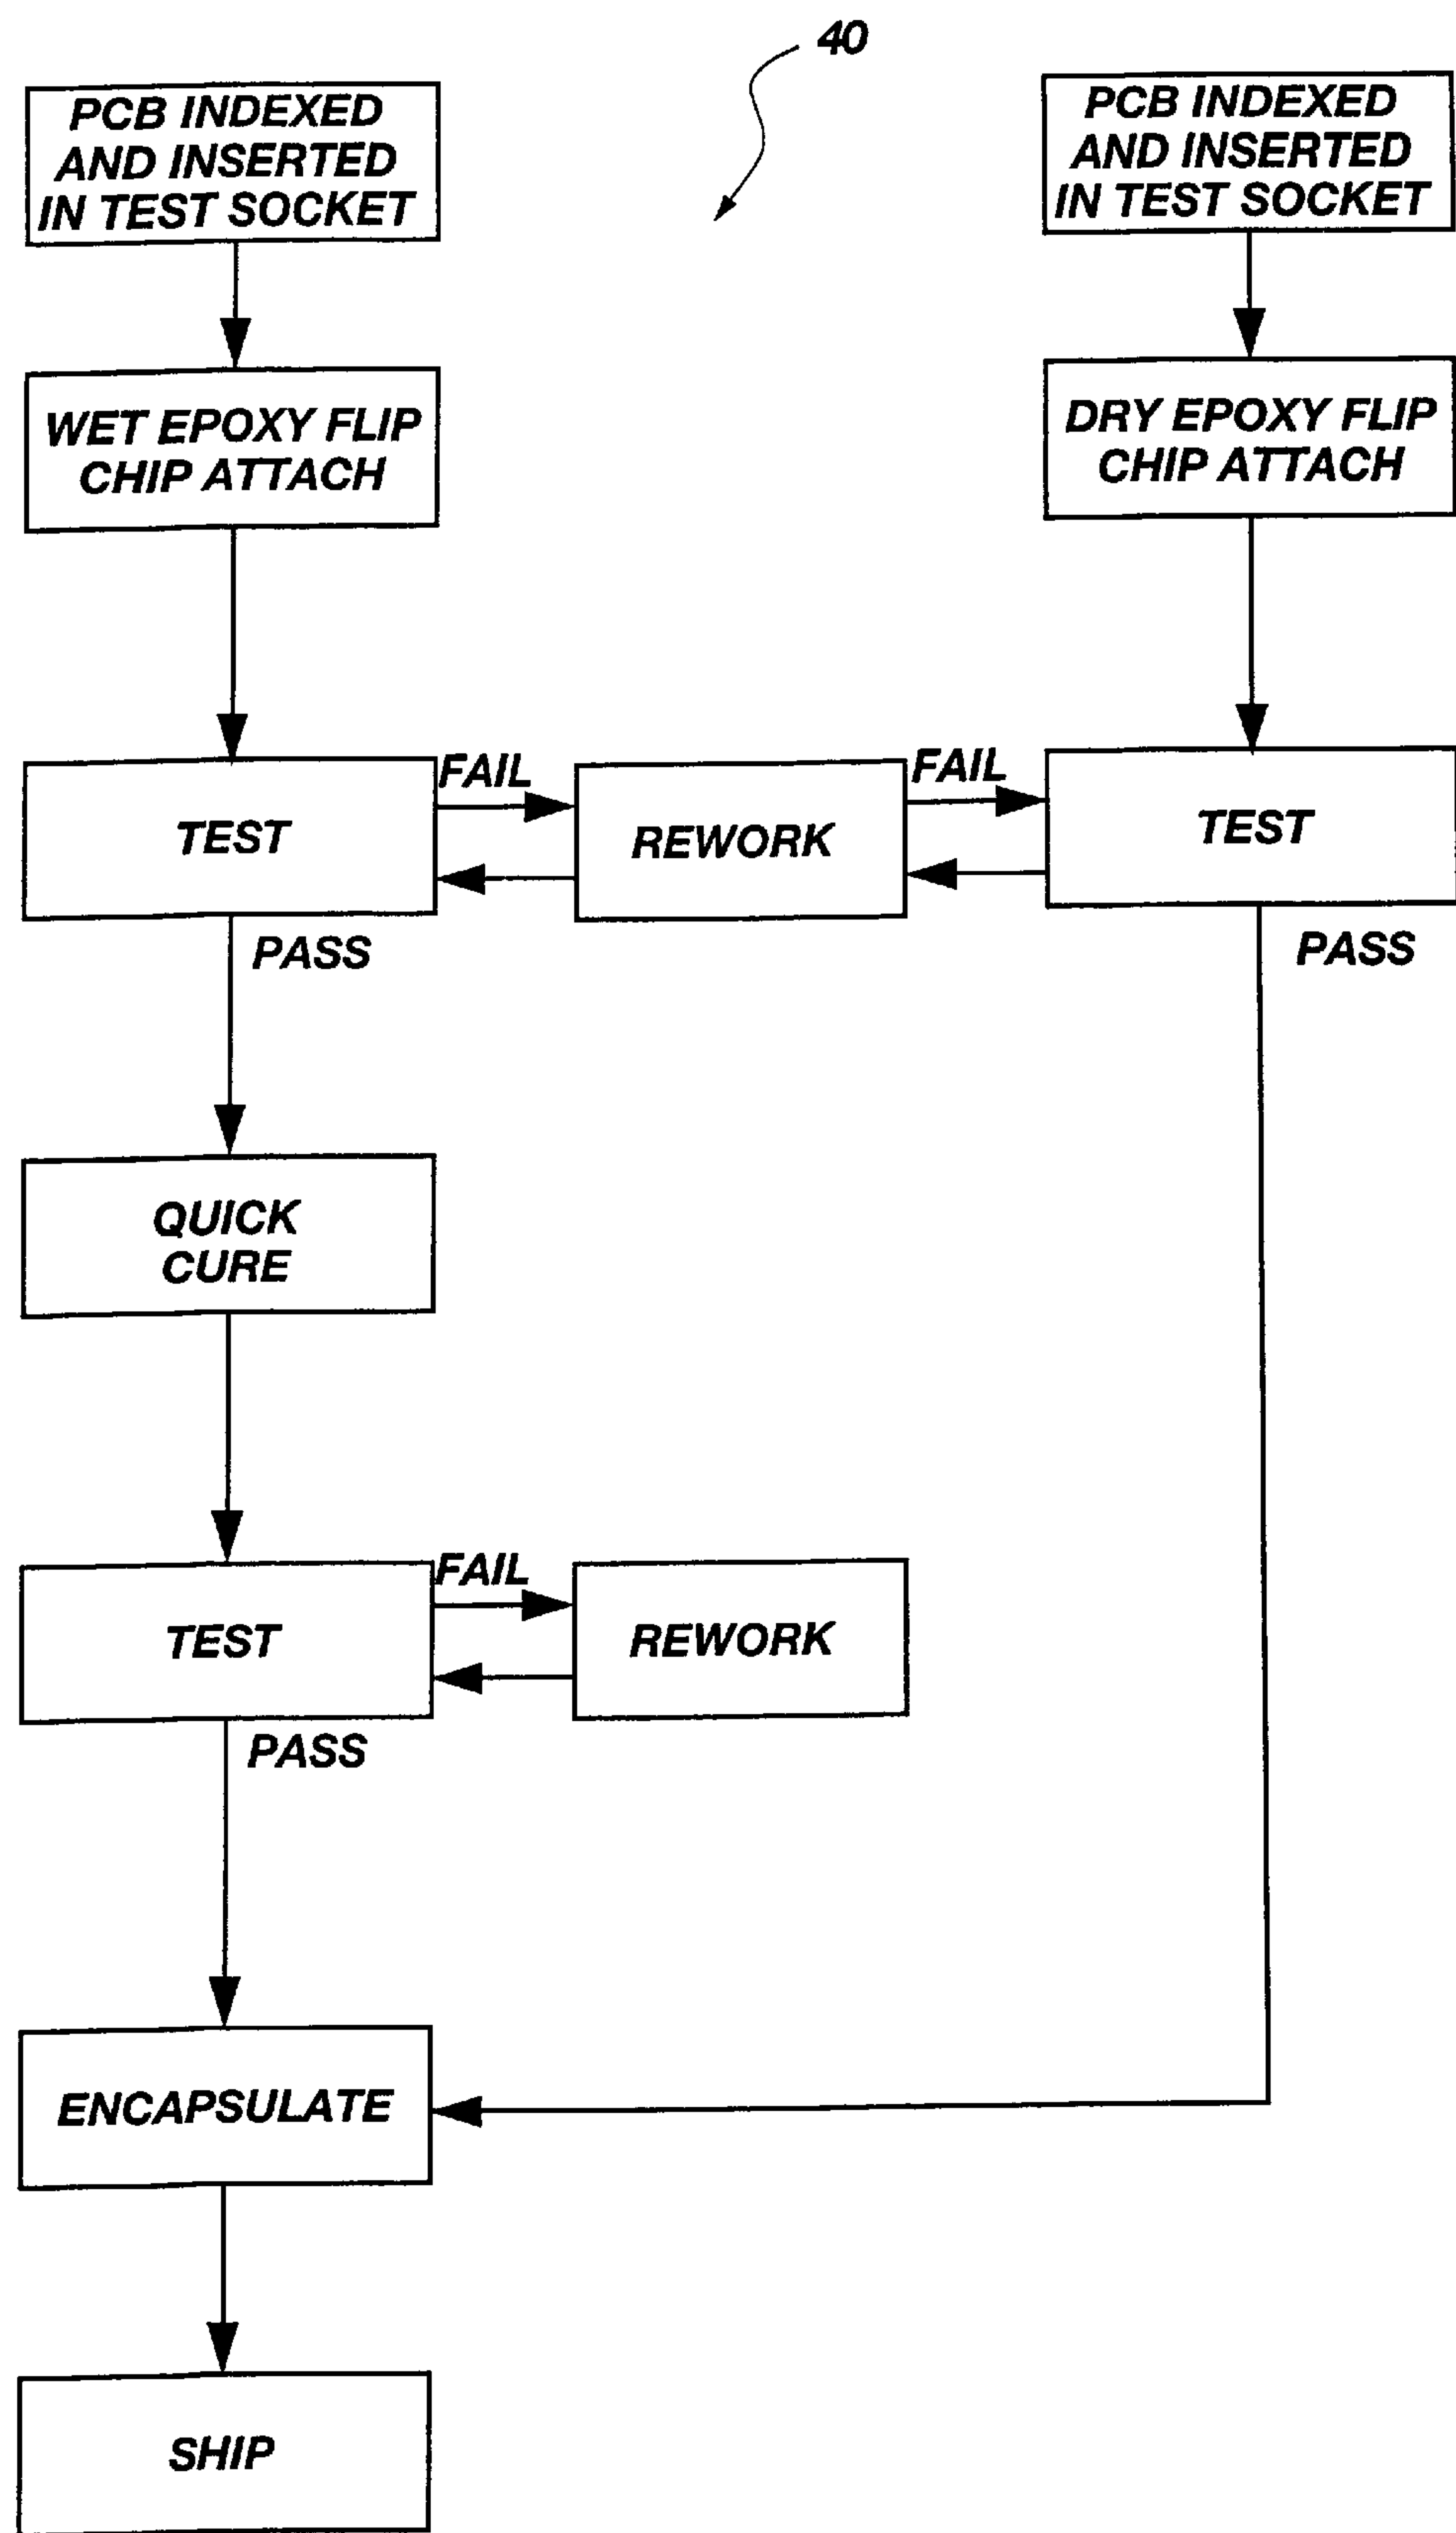 40
PCB INDEXED
AND INSERTED
IN TEST SOCKET
PCB INDEXED
AND INSERTED
IN TEST SOCKET
WET EPOXY FLIP
CHIP ATTACH
DRY EPOXY FLIP
CHIP ATTACH
FAIL
FAIL
TEST
REWORK
TEST
PASS
PASS
QUICK
CURE
FAIL
TEST
REWORK
PASS
ENCAPSULATE
SHIP